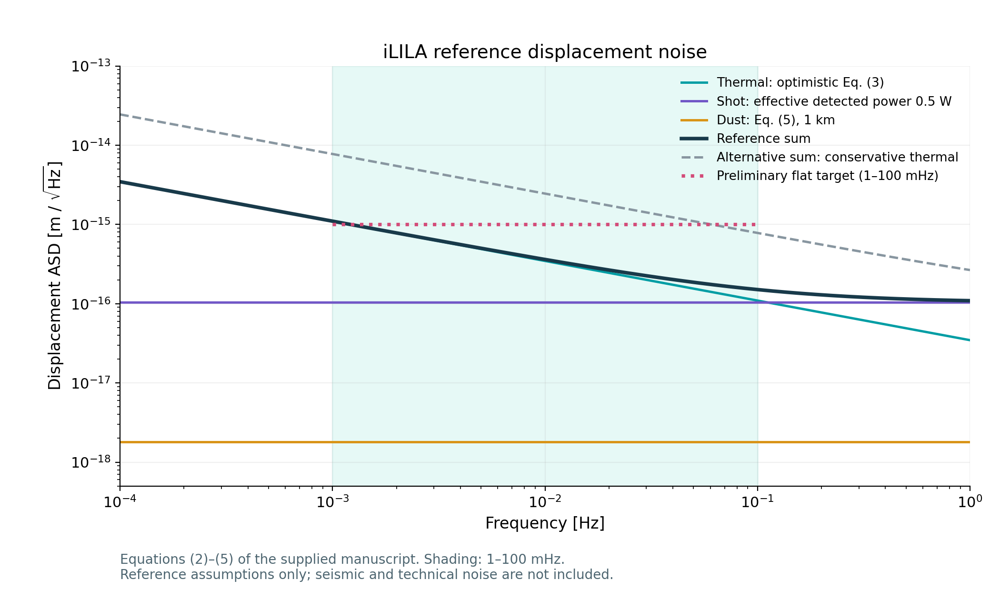 iLILA reference displacement noise
Displacement ASD [m / √Hz]
10⁻¹³
10⁻¹⁴
10⁻¹⁵
10⁻¹⁶
10⁻¹⁷
10⁻¹⁸
Thermal: optimistic Eq. (3)
Shot: effective detected power 0.5 W
Dust: Eq. (5), 1 km
Reference sum
Alternative sum: conservative thermal
Preliminary flat target (1–100 mHz)
10⁻⁴ 10⁻³ 10⁻² 10⁻¹ 10⁰
Frequency [Hz]
Equations (2)–(5) of the supplied manuscript. Shading: 1–100 mHz.
Reference assumptions only; seismic and technical noise are not included.